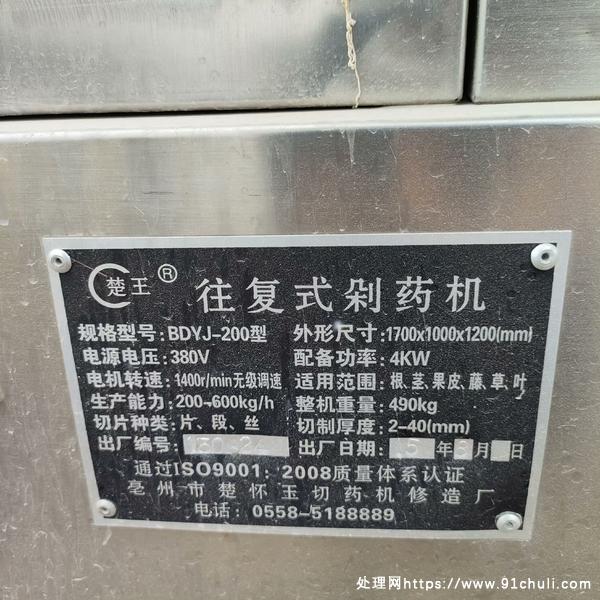 楚王® 往复式剁药机
规格型号:BDYJ-200型 外形尺寸:1700x1000x1200(mm)
电源电压:380V 配备功率:4KW
电机转速:1400r/min无级调速 适用范围:根、茎、果皮、藤、草、叶
生产能力:200-600kg/h 整机重量:490kg
切片种类:片、段、丝 切制厚度:2-40(mm)
出厂编号: 出厂日期: 年 月 日
通过ISO9001:2008质量体系认证
亳州市楚怀玉切药机修造厂
电话:0558-5188889
处理网https://www.91chuli.com/